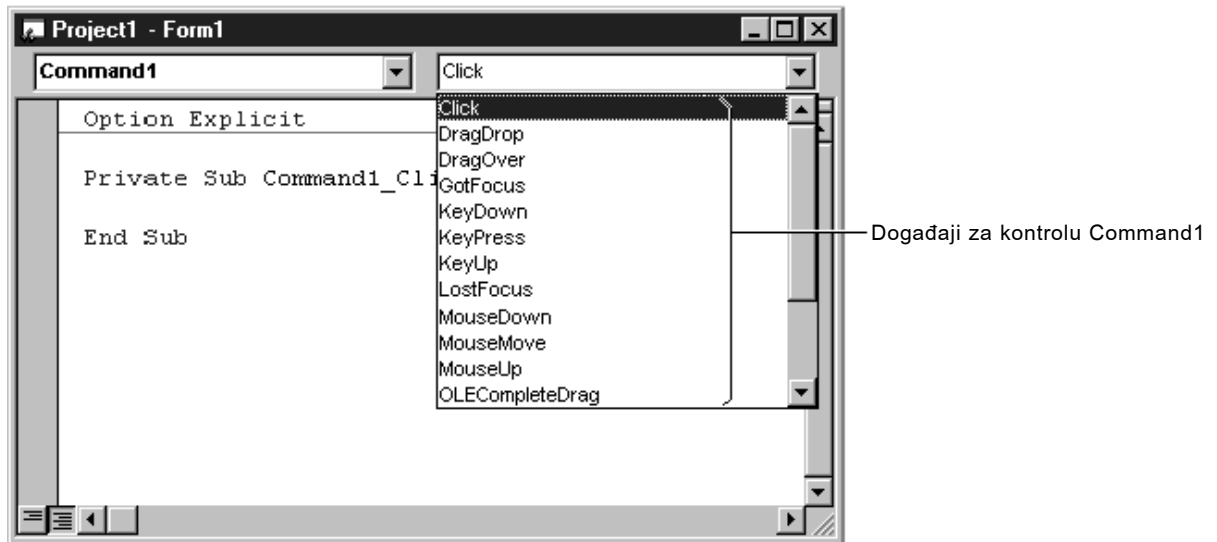 Project1 - Form1
Command1
Click
Option Explicit
Private Sub Command1_Cli
End Sub
Click
DragDrop
DragOver
GotFocus
KeyDown
KeyPress
KeyUp
LostFocus
MouseDown
MouseMove
MouseUp
OLECompleteDrag
Događaji za kontrolu Command1